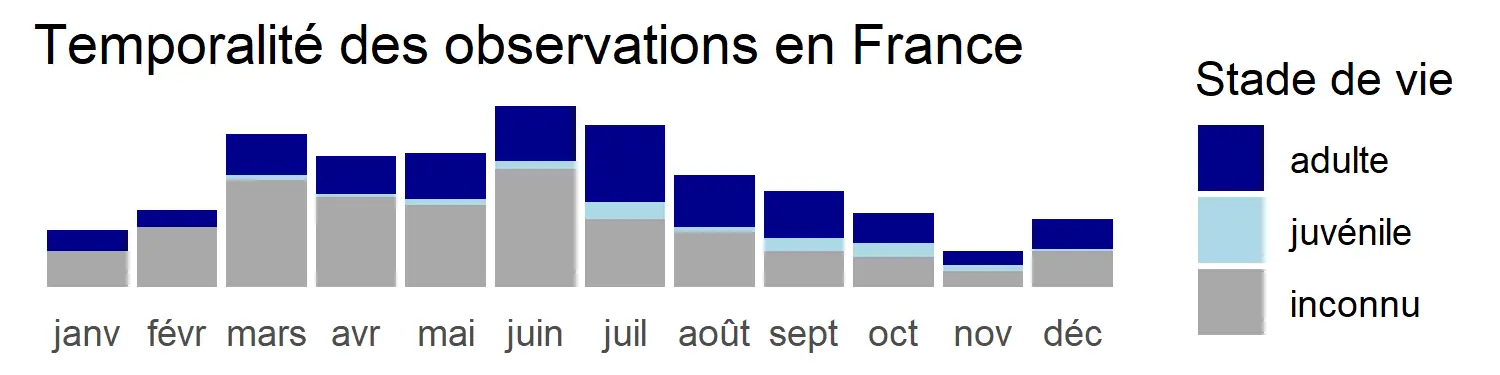 Temporalité des observations en France
Stade de vie
adulte
juvénile
inconnu
janv févr mars avr mai juin juil août sept oct nov déc